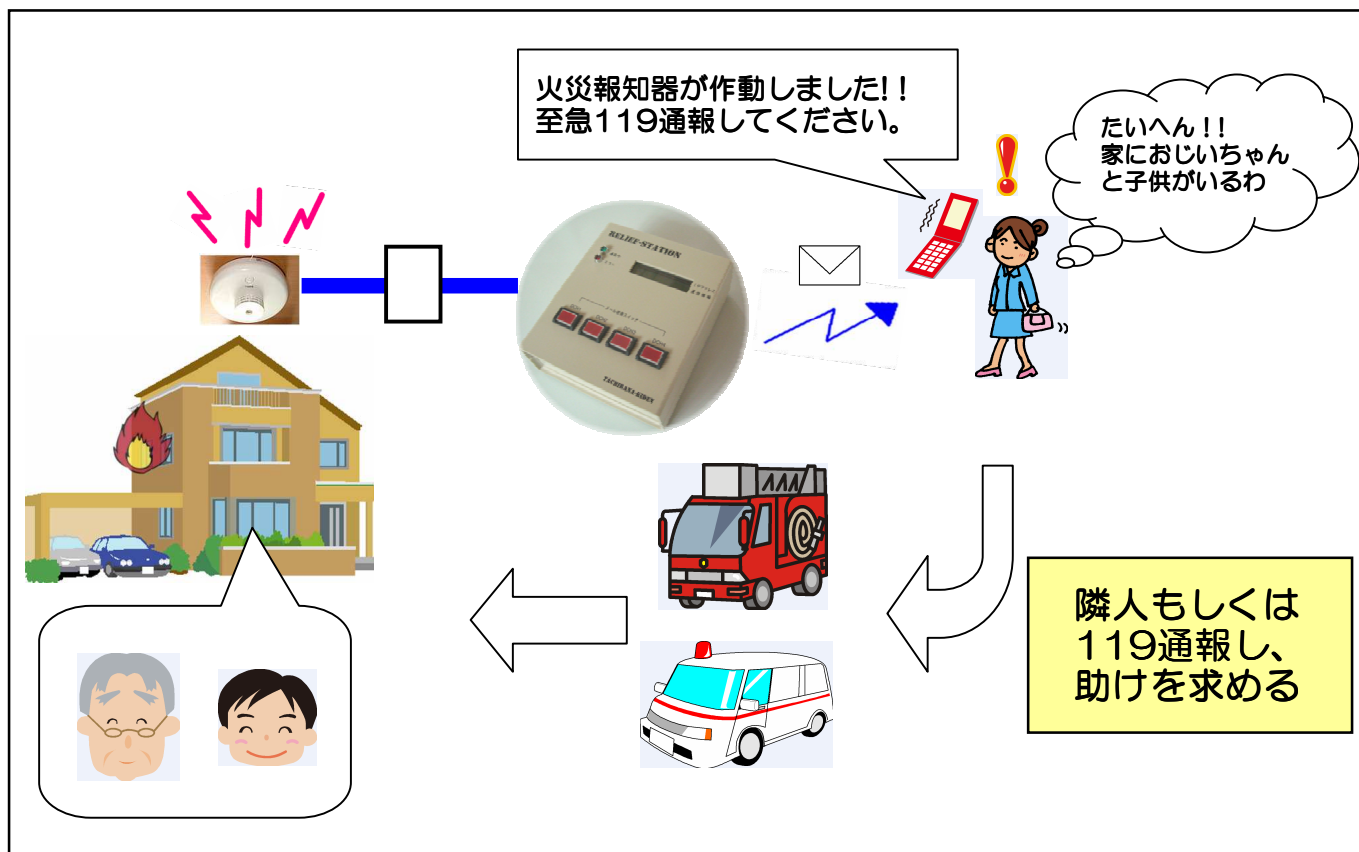 火災報知器が作動しました!!
至急119通報してください。
たいへん!!
家におじいちゃん
と子供がいるわ
RELIEF-STATION
TACHIBANA-KIDEN
隣人もしくは
119通報し、
助けを求める